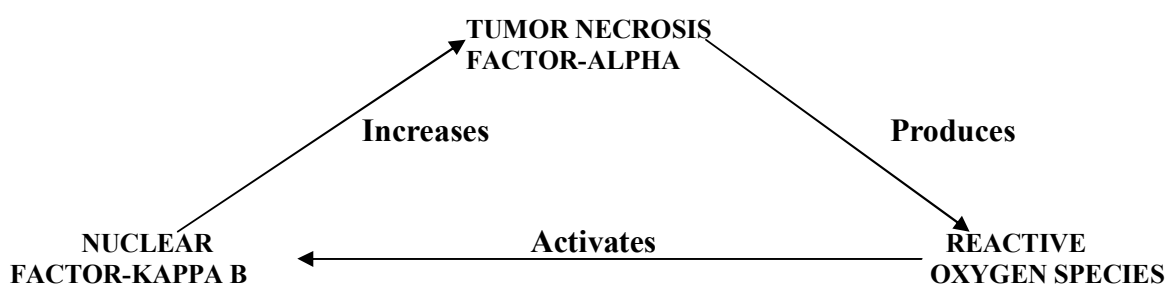 TUMOR NECROSIS
FACTOR-ALPHA
Increases
Produces
Activates
NUCLEAR
FACTOR-KAPPA B
REACTIVE
OXYGEN SPECIES